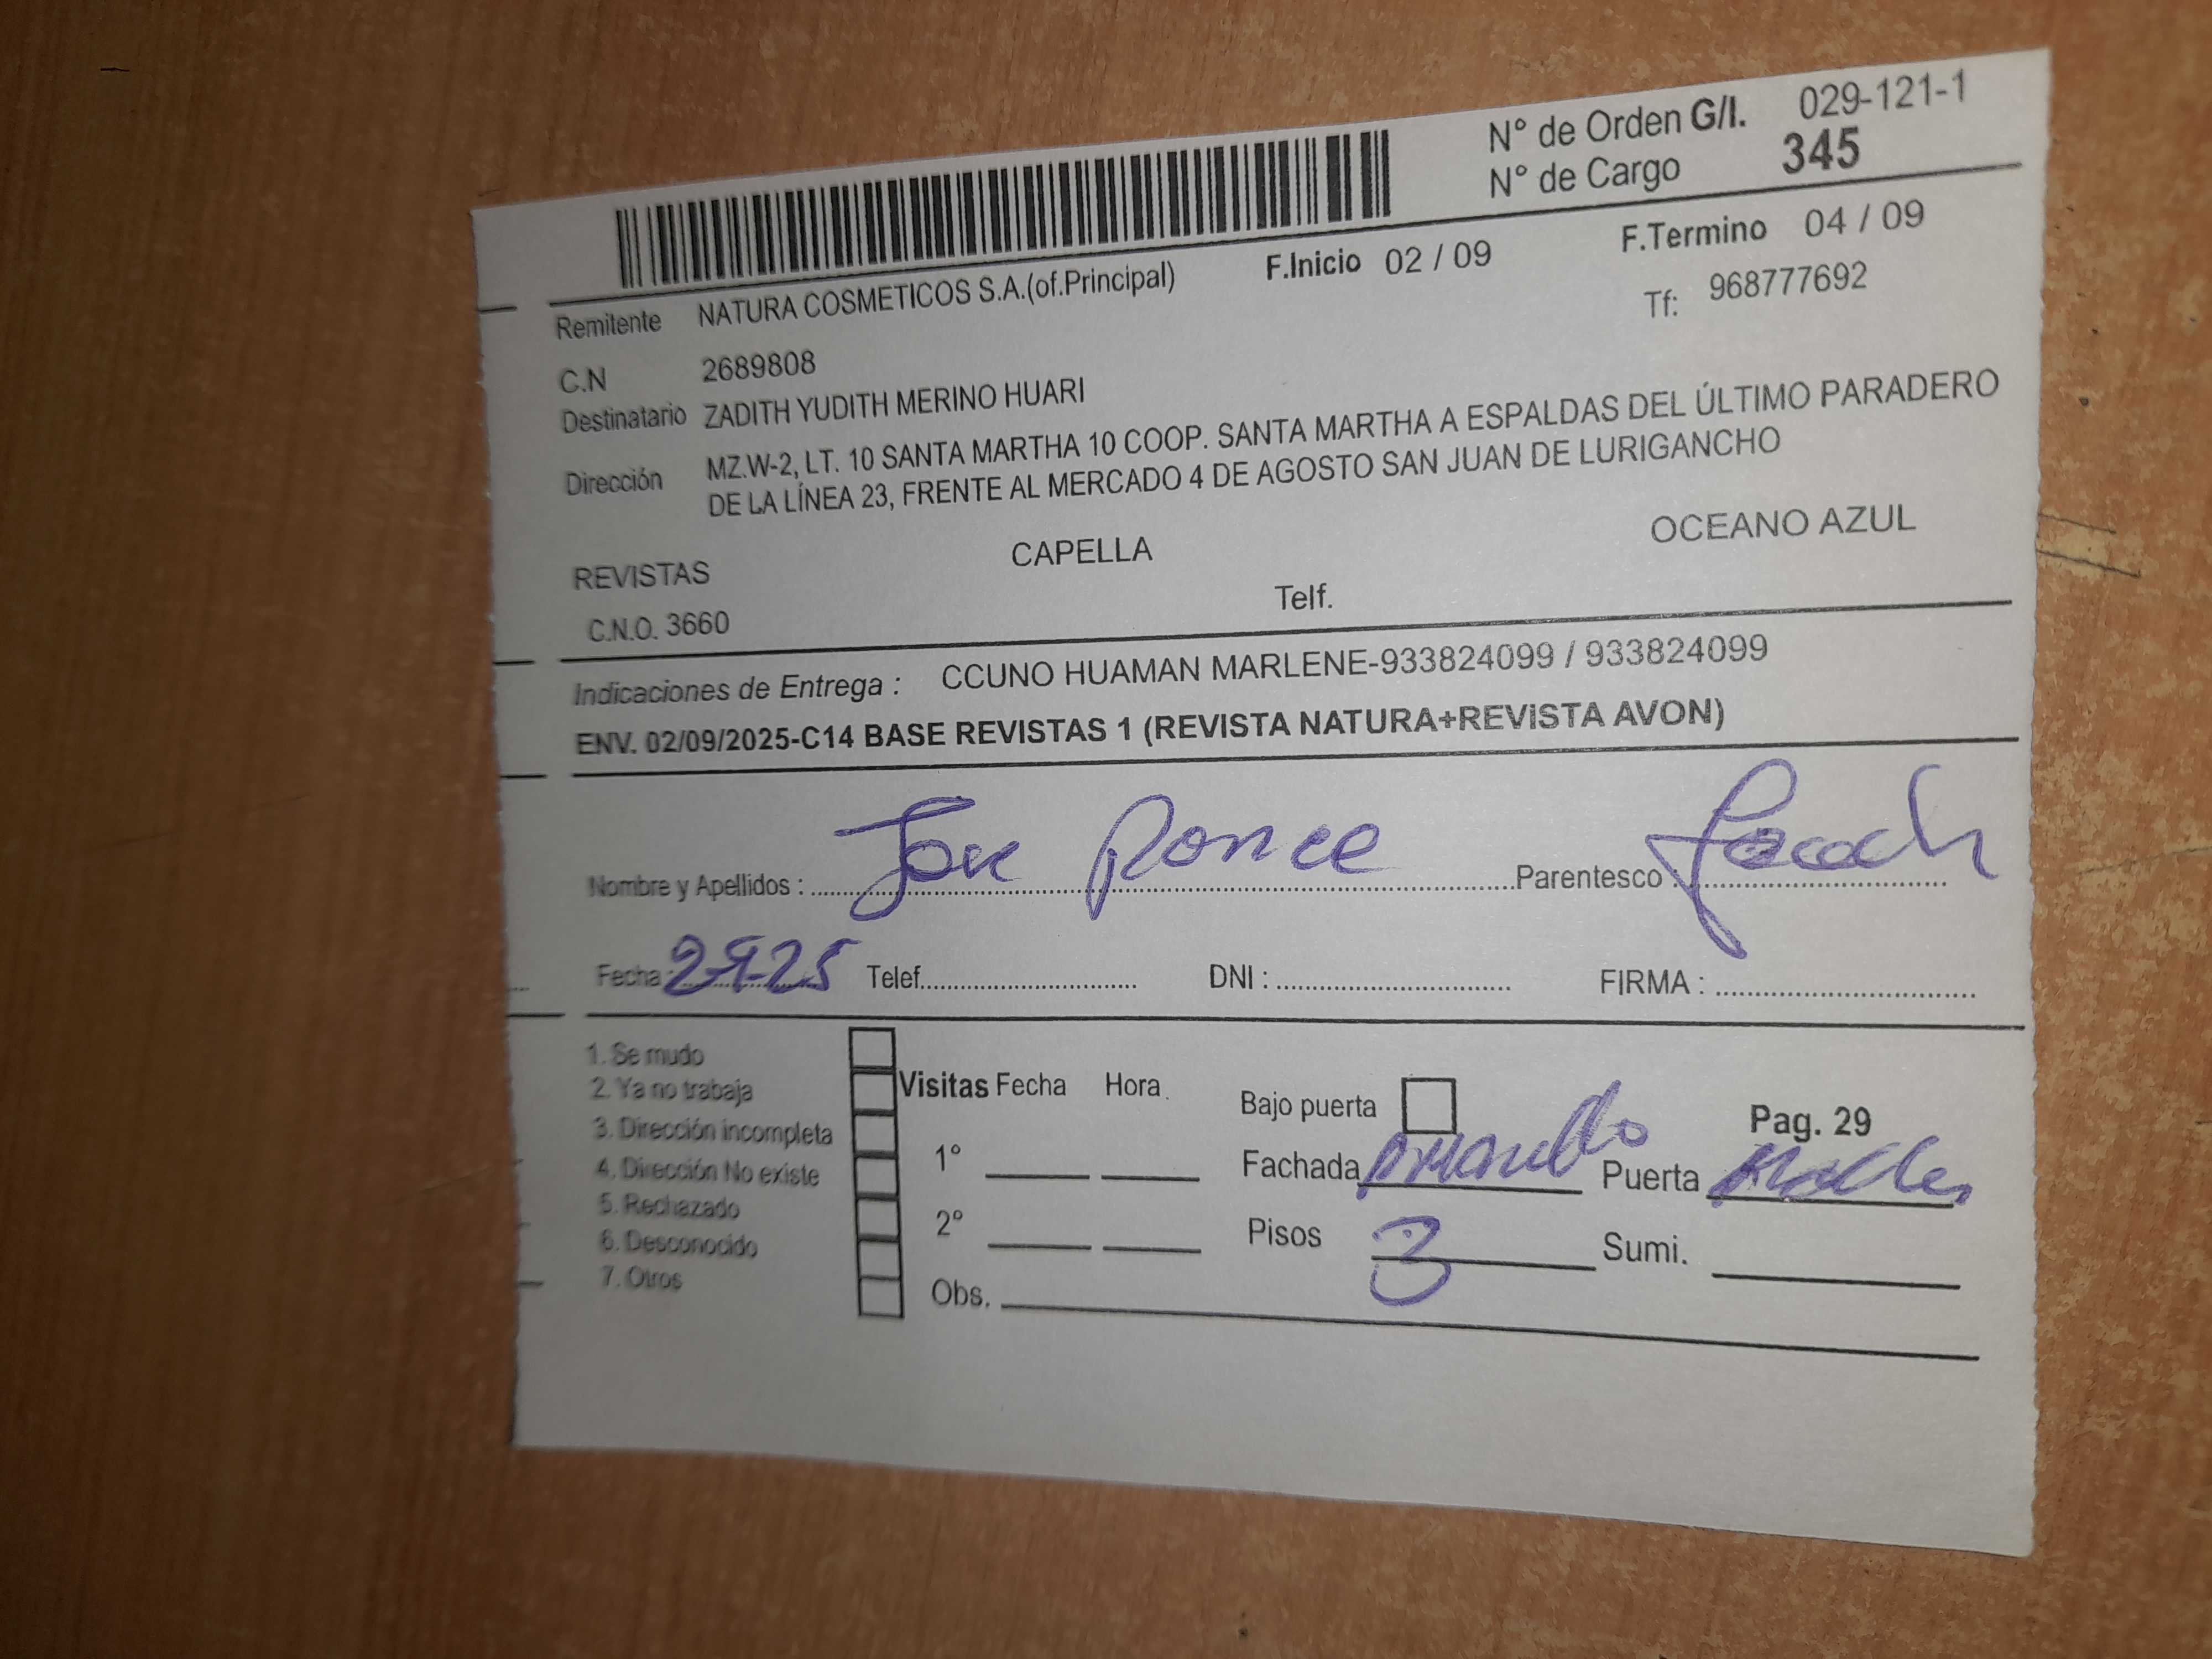 N° de Orden G/I. 029-121-1
N° de Cargo 345
F.Inicio 02 / 09 F.Termino 04 / 09
Remitente NATURA COSMETICOS S.A.(of.Principal) Tf: 968777692
C.N 2689808
Destinatario ZADITH YUDITH MERINO HUARI
Dirección MZ.W-2, LT. 10 SANTA MARTHA 10 COOP. SANTA MARTHA A ESPALDAS DEL ÚLTIMO PARADERO
DE LA LÍNEA 23, FRENTE AL MERCADO 4 DE AGOSTO SAN JUAN DE LURIGANCHO
REVISTAS CAPELLA OCEANO AZUL
C.N.O. 3660 Telf.
Indicaciones de Entrega : CCUNO HUAMAN MARLENE-933824099 / 933824099
ENV. 02/09/2025-C14 BASE REVISTAS 1 (REVISTA NATURA+REVISTA AVON)
Nombre y Apellidos : Jose Ponce Parentesco :
Fecha : 2-9-25 Telef. DNI : FIRMA :
1. Se mudo
2. Ya no trabaja
3. Dirección incompleta
4. Dirección No existe
5. Rechazado
6. Desconocido
7. Otros
Visitas Fecha Hora
1°
2°
Obs.
Bajo puerta Pag. 29
Fachada Puerta
Pisos 3 Sumi.